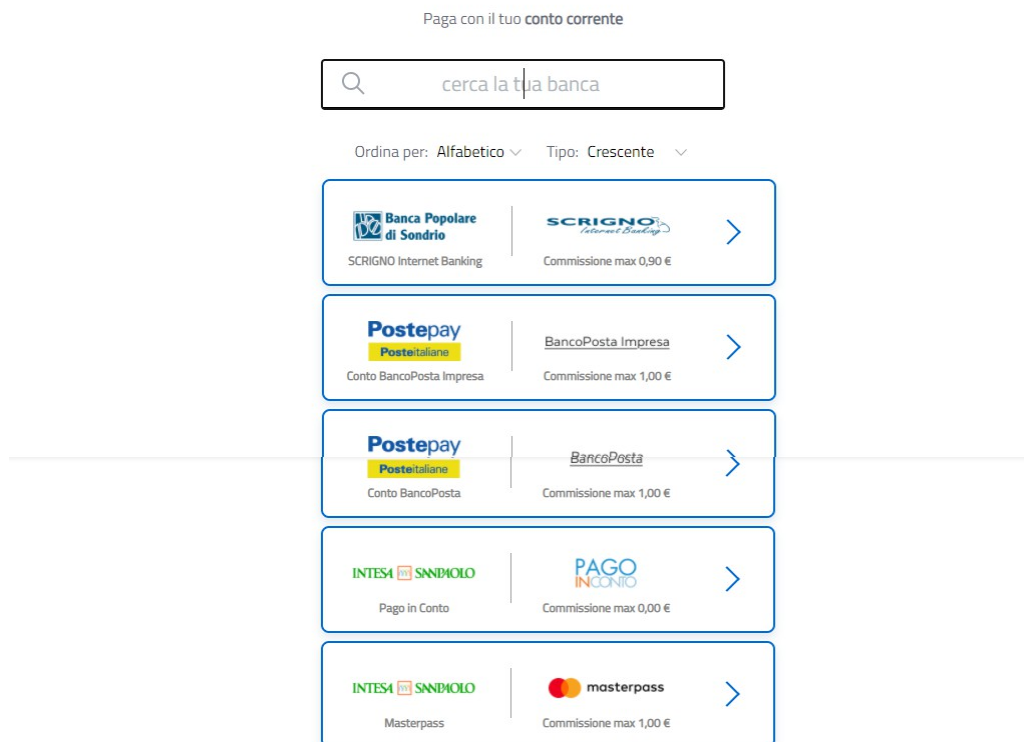 Paga con il tuo conto corrente
cerca la tua banca
Ordina per: Alfabetico Tipo: Crescente
Banca Popolare
di Sondrio
SCRIGNO Internet Banking
SCRIGNO
Internet Banking
Commissione max 0,90 €
Postepay
Posteitaliane
Conto BancoPosta Impresa
BancoPosta Impresa
Commissione max 1,00 €
Postepay
Posteitaliane
Conto BancoPosta
BancoPosta
Commissione max 1,00 €
INTESA SANPAOLO
Pago in Conto
PAGO
INCONTO
Commissione max 0,00 €
INTESA SANPAOLO
Masterpass
masterpass
Commissione max 1,00 €